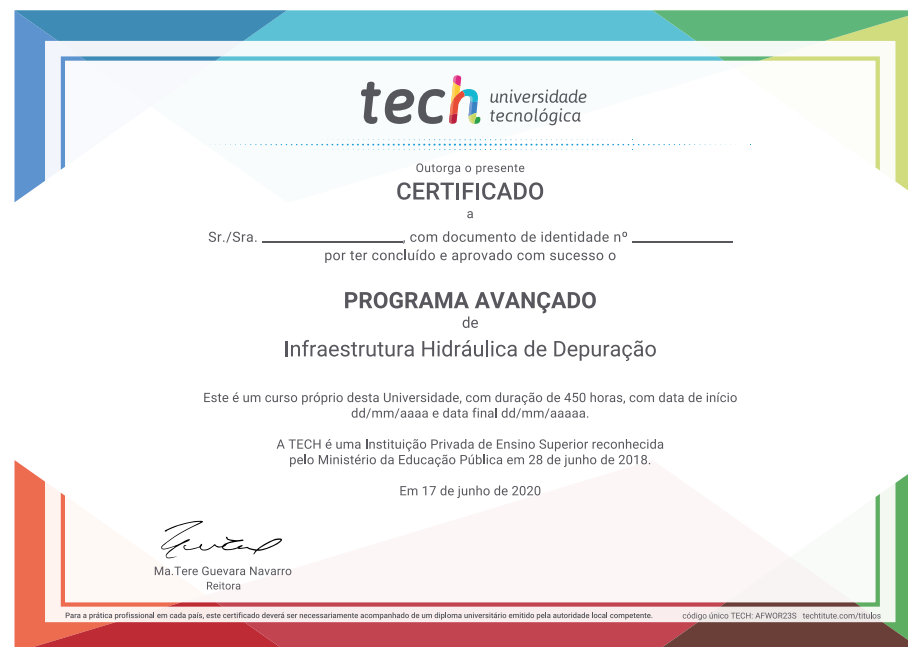 tech universidade
tecnológica
Outorga o presente
CERTIFICADO
a
Sr./Sra. ____________, com documento de identidade nº ____________
por ter concluído e aprovado com sucesso o
PROGRAMA AVANÇADO
de
Infraestrutura Hidráulica de Depuração
Este é um curso próprio desta Universidade, com duração de 450 horas, com data de início
dd/mm/aaaa e data final dd/mm/aaaaa.
A TECH é uma Instituição Privada de Ensino Superior reconhecida
pelo Ministério da Educação Pública em 28 de junho de 2018.
Em 17 de junho de 2020
Ma.Tere Guevara Navarro
Reitora
Para a prática profissional em cada país, este certificado deverá ser necessariamente acompanhado de um diploma universitário emitido pela autoridade local competente. código único TECH: AFWOR23S techtitute.com/titulos